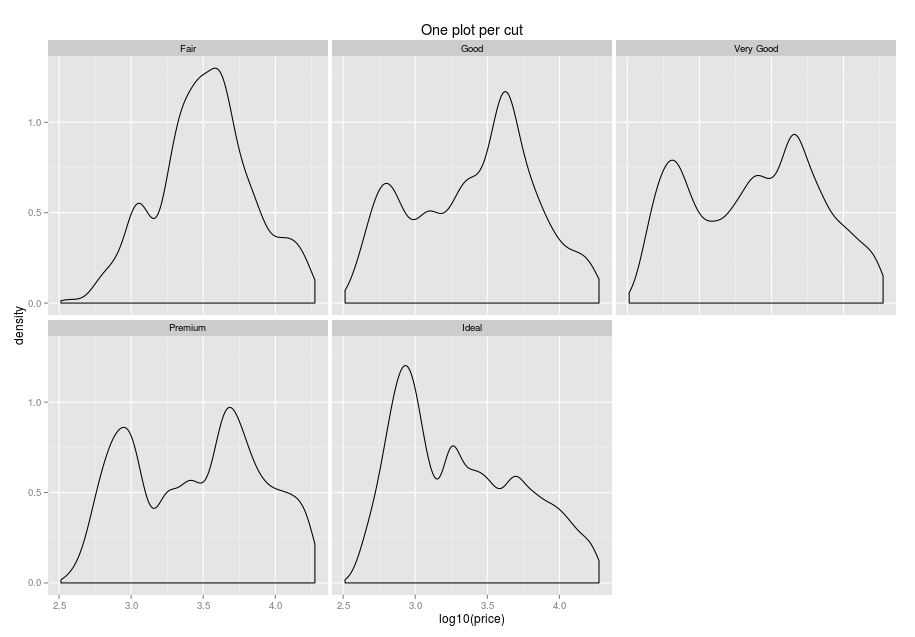 One plot per cut
Fair
Good
Very Good
1.0
0.5
0.0
density
Premium
Ideal
1.0
0.5
0.0
2.5 3.0 3.5 4.0
2.5 3.0 3.5 4.0
log10(price)